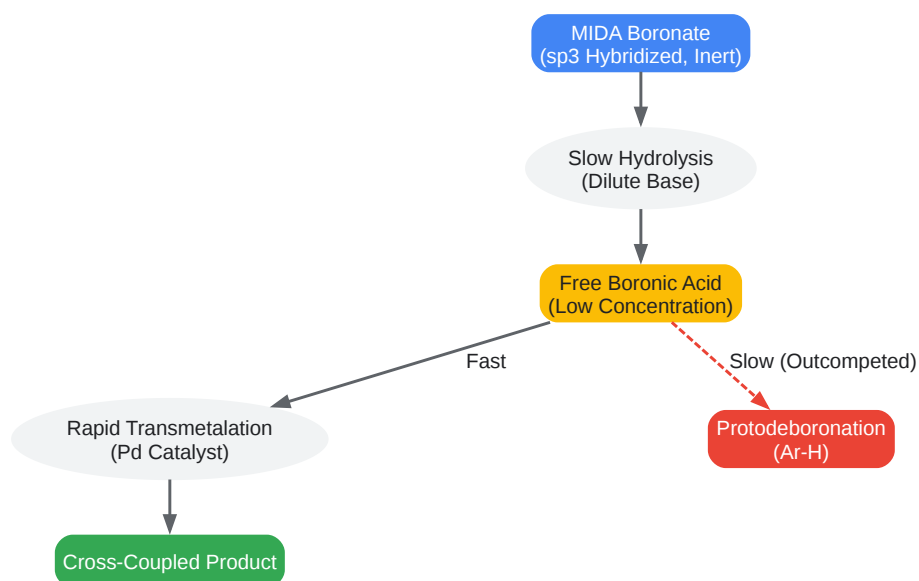 MIDA Boronate
(sp3 Hybridized, Inert)
Slow Hydrolysis
(Dilute Base)
Free Boronic Acid
(Low Concentration)
Fast
Slow (Outcompeted)
Rapid Transmetalation
(Pd Catalyst)
Protodeboronation
(Ar-H)
Cross-Coupled Product